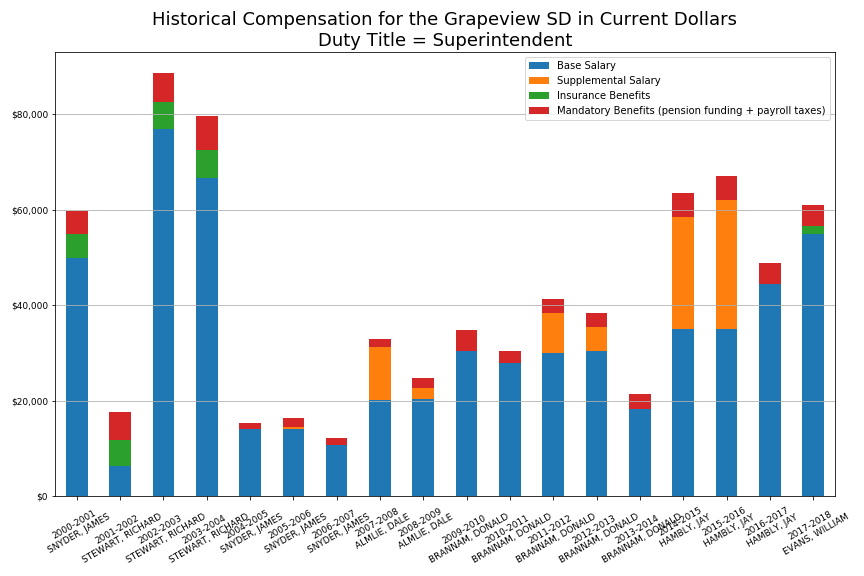 Historical Compensation for the Grapeview SD in Current Dollars
Duty Title = Superintendent
Base Salary
Supplemental Salary
Insurance Benefits
Mandatory Benefits (pension funding + payroll taxes)
$80,000
$60,000
$40,000
$20,000
$0
2000-2001
SNYDER, JAMES
2001-2002
STEWART, RICHARD
2002-2003
STEWART, RICHARD
2003-2004
STEWART, RICHARD
2004-2005
SNYDER, JAMES
2005-2006
SNYDER, JAMES
2006-2007
SNYDER, JAMES
2007-2008
ALMLIE, DALE
2008-2009
ALMLIE, DALE
2009-2010
BRANNAM, DONALD
2010-2011
BRANNAM, DONALD
2011-2012
BRANNAM, DONALD
2012-2013
BRANNAM, DONALD
2013-2014
BRANNAM, DONALD
2014-2015
HAMBLY, JAY
2015-2016
HAMBLY, JAY
2016-2017
HAMBLY, JAY
2017-2018
EVANS, WILLIAM